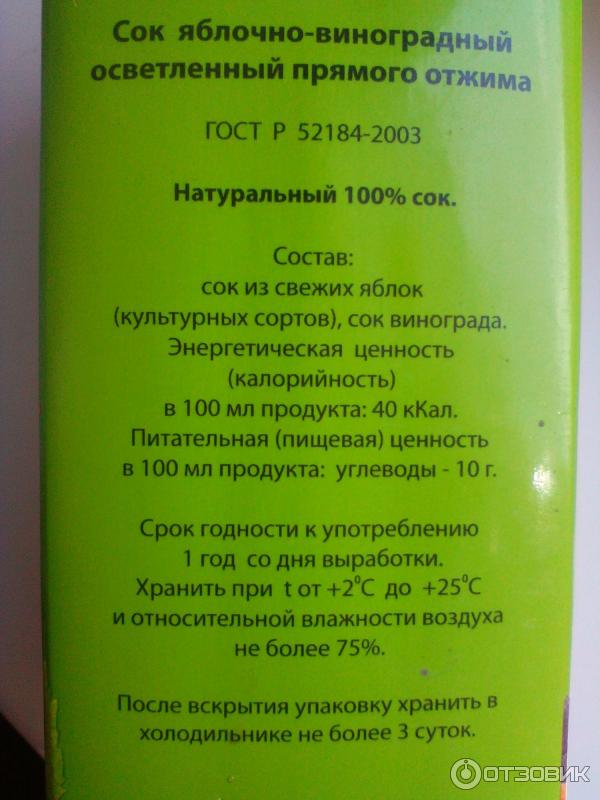 Сок яблочно-виноградный
осветленный прямого отжима
ГОСТ Р 52184-2003
Натуральный 100% сок.
Состав:
сок из свежих яблок
(культурных сортов), сок винограда.
Энергетическая ценность
(калорийность)
в 100 мл продукта: 40 кКал.
Питательная (пищевая) ценность
в 100 мл продукта: углеводы - 10 г.
Срок годности к употреблению
1 год со дня выработки.
Хранить при t от +2⁰С до +25⁰С
и относительной влажности воздуха
не более 75%.
После вскрытия упаковку хранить в
холодильнике не более 3 суток.
ОТЗОВИК